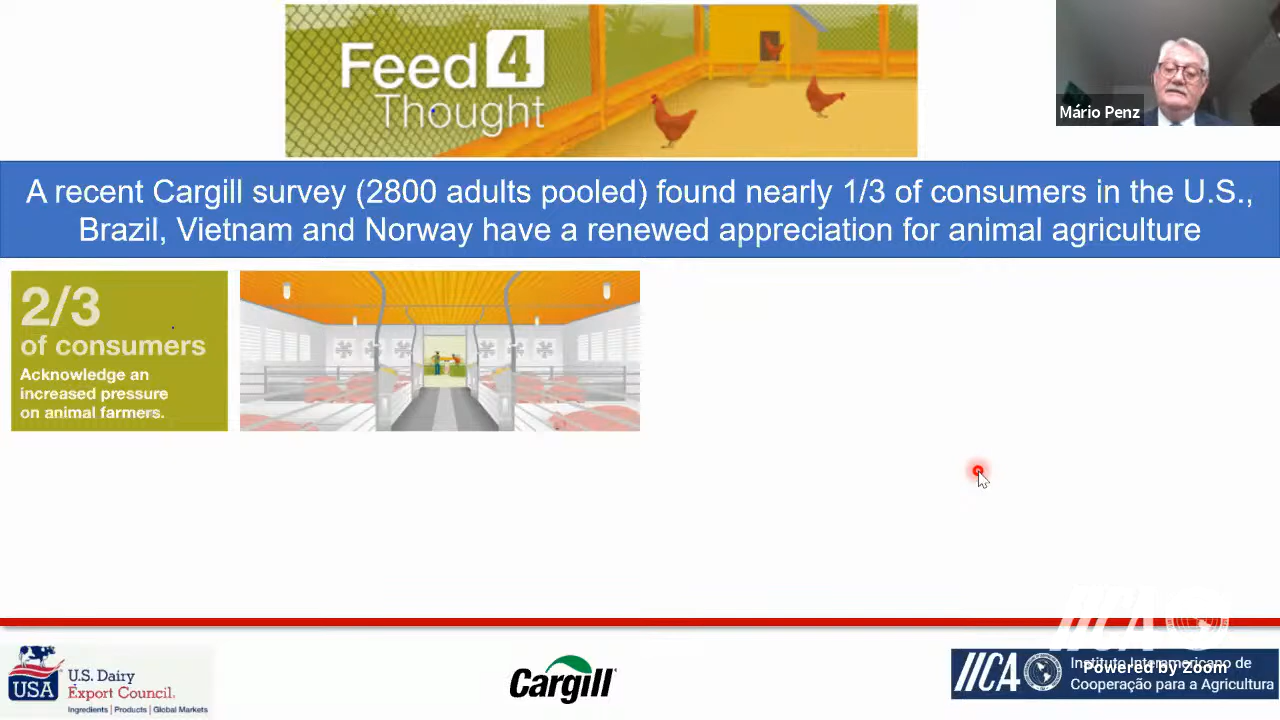 Feed 4
Thought
Mário Penz
A recent Cargill survey (2800 adults pooled) found nearly 1/3 of consumers in the U.S.,
Brazil, Vietnam and Norway have a renewed appreciation for animal agriculture
2/3
of consumers
Acknowledge an
increased pressure
on animal farmers.
USA
U.S. Dairy
Export Council.
Ingredients | Products | Global Markets
Cargill
IICA
IICA
Instituto Interamericano de
Cooperação para a Agricultura
Powered by Zoom